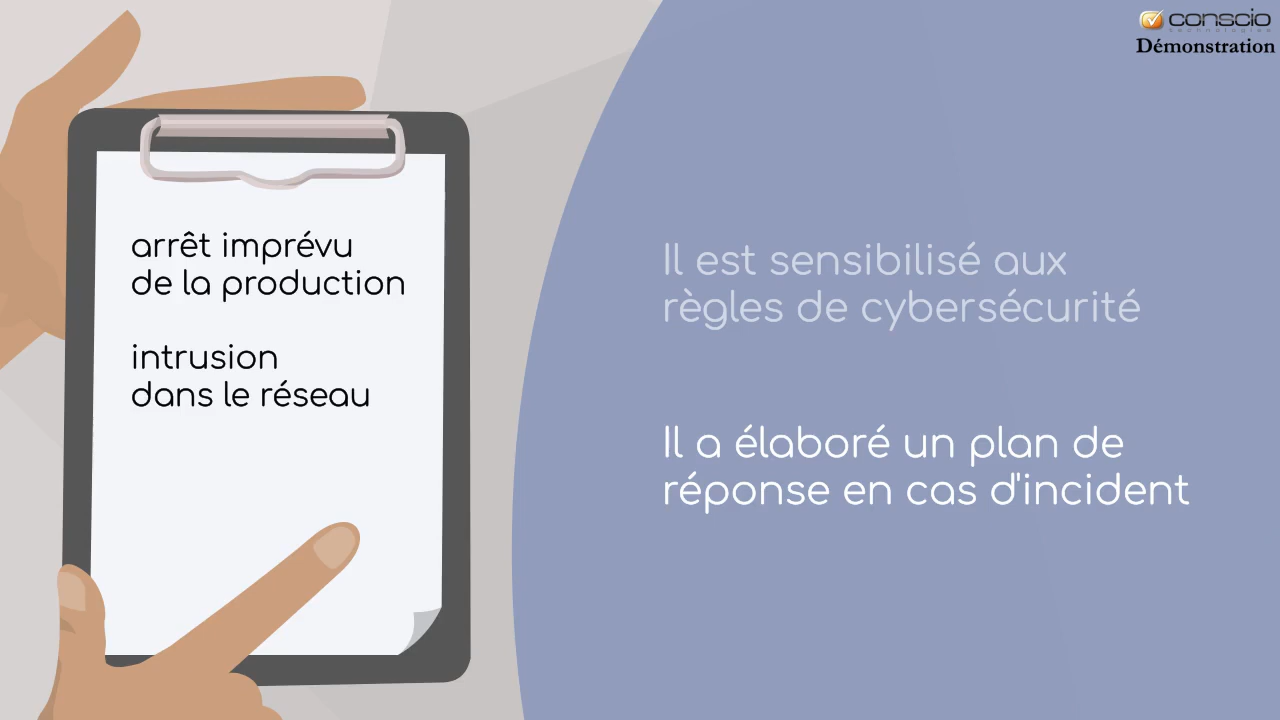 conscio
technologies
Démonstration
arrêt imprévu
de la production
intrusion
dans le réseau
Il est sensibilisé aux
règles de cybersécurité
Il a élaboré un plan de
réponse en cas d'incident